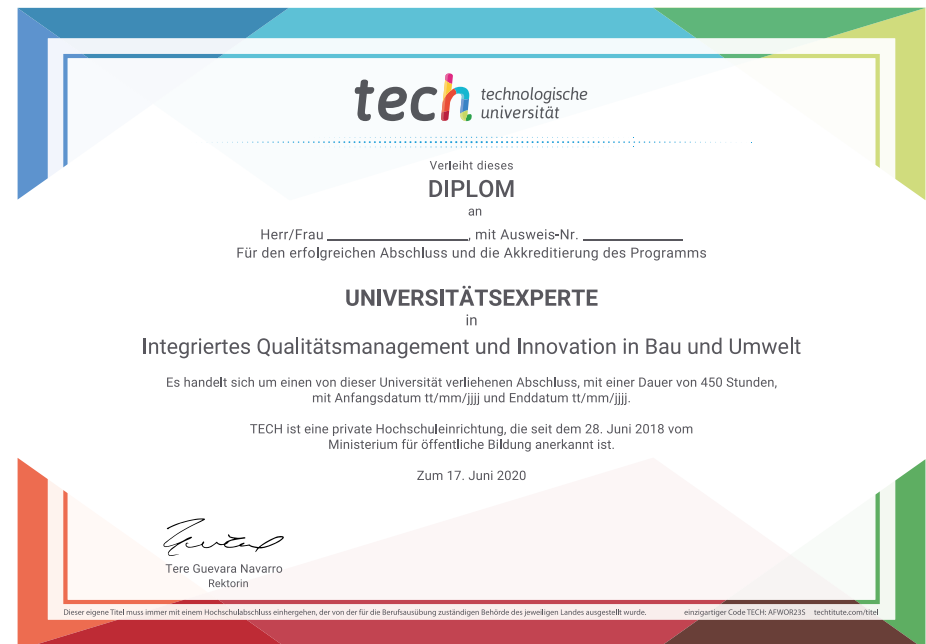 tech technologische
universität
Verleiht dieses
DIPLOM
an
Herr/Frau ____________________, mit Ausweis-Nr. ______________
Für den erfolgreichen Abschluss und die Akkreditierung des Programms
UNIVERSITÄTSEXPERTE
in
Integriertes Qualitätsmanagement und Innovation in Bau und Umwelt
Es handelt sich um einen von dieser Universität verliehenen Abschluss, mit einer Dauer von 450 Stunden,
mit Anfangsdatum tt/mm/jjjj und Enddatum tt/mm/jjjj.
TECH ist eine private Hochschuleinrichtung, die seit dem 28. Juni 2018 vom
Ministerium für öffentliche Bildung anerkannt ist.
Zum 17. Juni 2020
Tere Guevara Navarro
Rektorin
Dieser eigene Titel muss immer mit einem Hochschulabschluss einhergehen, der von der für die Berufsausübung zuständigen Behörde des jeweiligen Landes ausgestellt wurde. einzigartiger Code TECH: AFWOR23S techtitute.com/titel